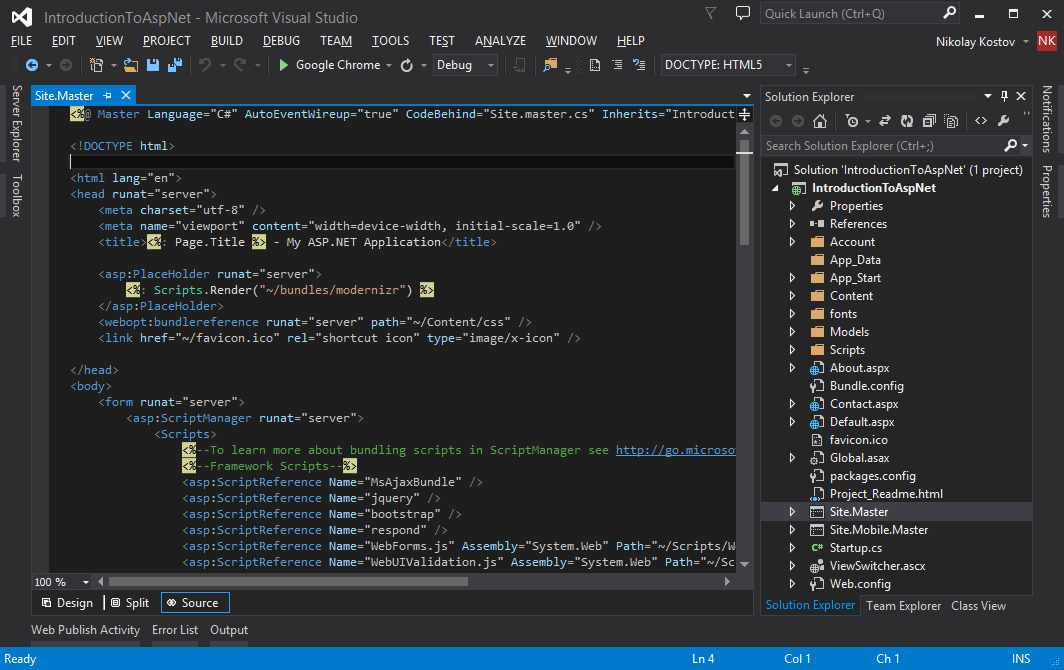 IntroductionToAspNet - Microsoft Visual Studio
Quick Launch (Ctrl+Q)
FILE EDIT VIEW PROJECT BUILD DEBUG TEAM TOOLS TEST ANALYZE WINDOW HELP
Nikolay Kostov NK
Google Chrome Debug DOCTYPE: HTML5
Server Explorer
Toolbox
Site.Master
<%@ Master Language="C#" AutoEventWireup="true" CodeBehind="Site.master.cs" Inherits="Introduct
<!DOCTYPE html>
<html lang="en">
<head runat="server">
<meta charset="utf-8" />
<meta name="viewport" content="width=device-width, initial-scale=1.0" />
<title><%: Page.Title %> - My ASP.NET Application</title>
<asp:PlaceHolder runat="server">
<%: Scripts.Render("~/bundles/modernizr") %>
</asp:PlaceHolder>
<webopt:bundlereference runat="server" path="~/Content/css" />
<link href="~/favicon.ico" rel="shortcut icon" type="image/x-icon" />
</head>
<body>
<form runat="server">
<asp:ScriptManager runat="server">
<Scripts>
<%--To learn more about bundling scripts in ScriptManager see http://go.microsof
<%--Framework Scripts--%>
<asp:ScriptReference Name="MsAjaxBundle" />
<asp:ScriptReference Name="jquery" />
<asp:ScriptReference Name="bootstrap" />
<asp:ScriptReference Name="respond" />
<asp:ScriptReference Name="WebForms.js" Assembly="System.Web" Path="~/Scripts/W
<asp:ScriptReference Name="WebUIValidation.js" Assembly="System.Web" Path="~/Sc
100 %
Design Split Source
Web Publish Activity Error List Output
Solution Explorer
Search Solution Explorer (Ctrl+;)
Solution 'IntroductionToAspNet' (1 project)
IntroductionToAspNet
Properties
References
Account
App_Data
App_Start
Content
fonts
Models
Scripts
About.aspx
Bundle.config
Contact.aspx
Default.aspx
favicon.ico
Global.asax
packages.config
Project_Readme.html
Site.Master
Site.Mobile.Master
C# Startup.cs
ViewSwitcher.ascx
Web.config
Solution Explorer Team Explorer Class View
Notifications
Properties
Ready Ln 4 Col 1 Ch 1 INS